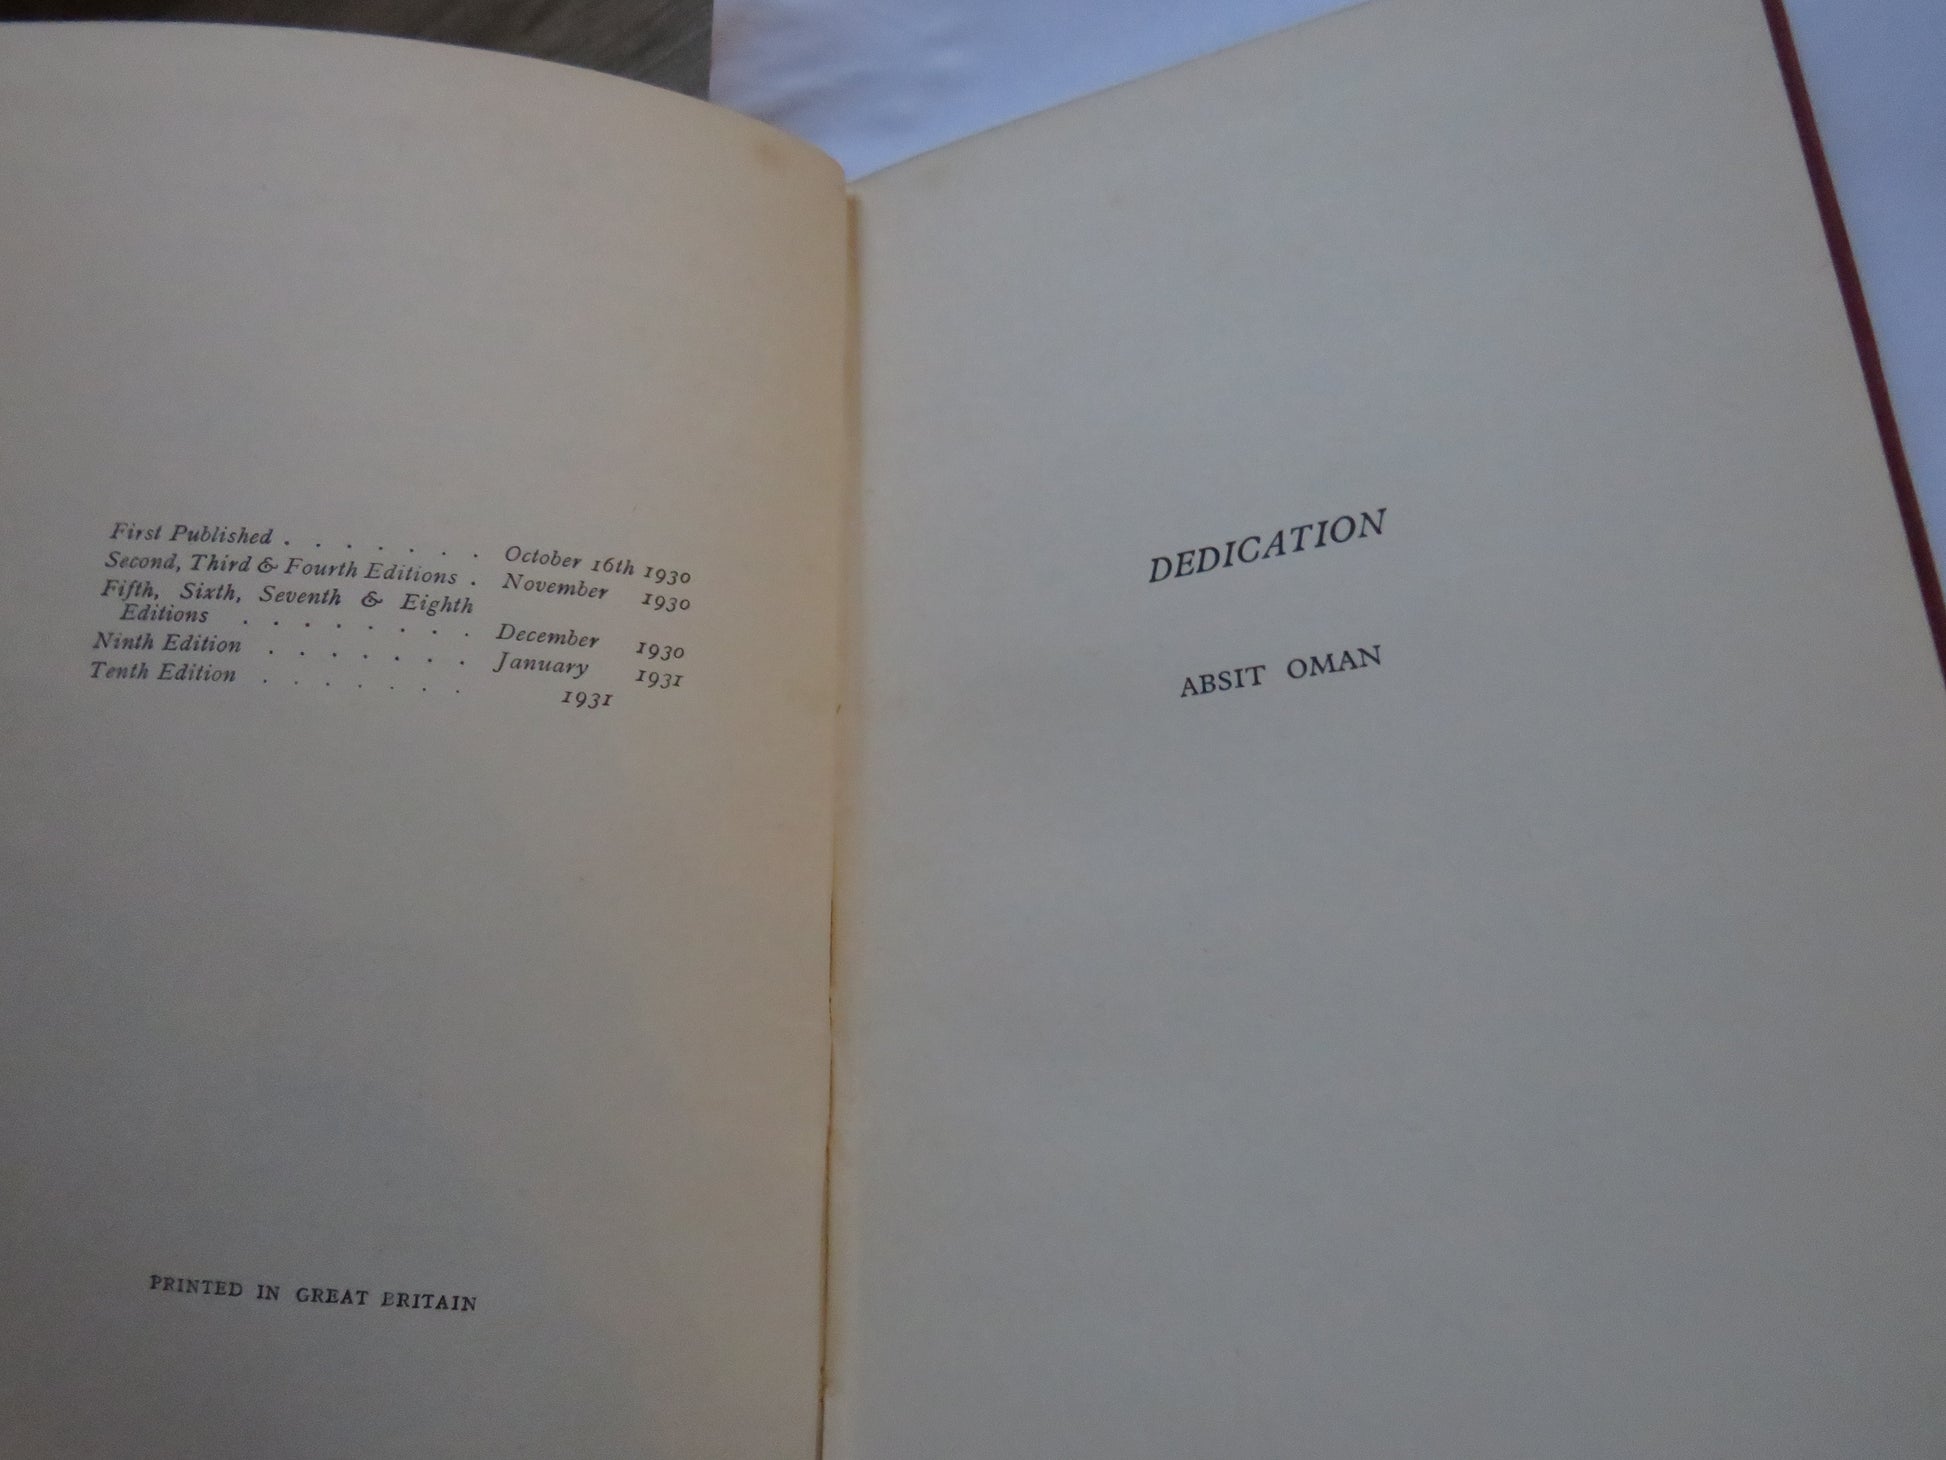 First Published . . . . . . . October 16th 1930
Second, Third & Fourth Editions . November 1930
Fifth, Sixth, Seventh & Eighth
Editions . . . . . . . . December 1930
Ninth Edition . . . . . . . January 1931
Tenth Edition . . . . . . . 1931
PRINTED IN GREAT BRITAIN
DEDICATION
ABSIT OMAN